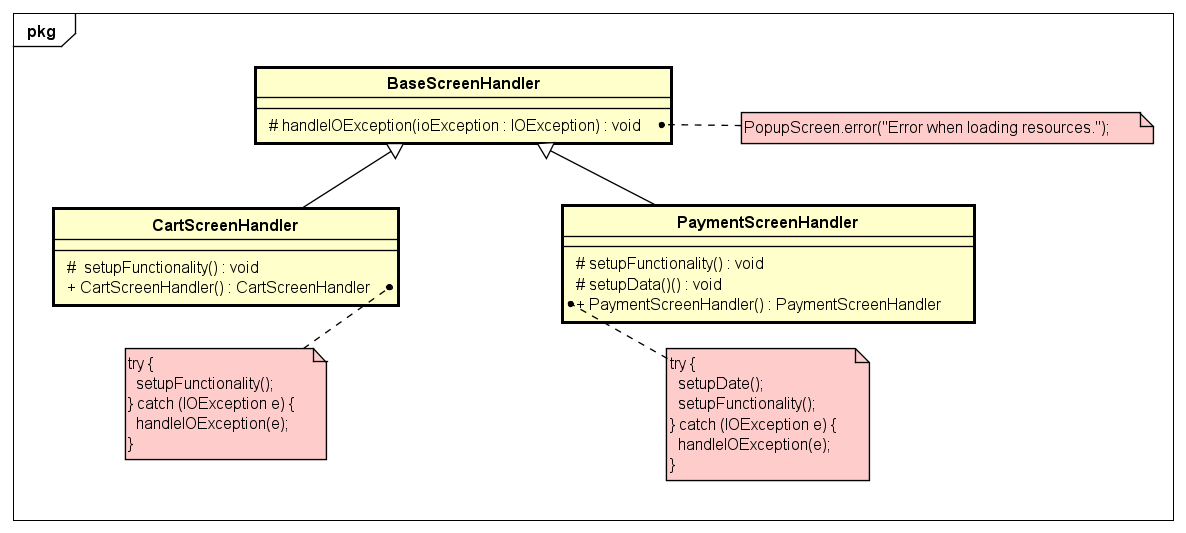 pkg
BaseScreenHandler
# handleIOException(ioException : IOException) : void
PopupScreen.error("Error when loading resources.");
CartScreenHandler
# setupFunctionality() : void
+ CartScreenHandler() : CartScreenHandler
PaymentScreenHandler
# setupFunctionality() : void
# setupData()() : void
+ PaymentScreenHandler() : PaymentScreenHandler
try {
setupFunctionality();
} catch (IOException e) {
handleIOException(e);
}
try {
setupDate();
setupFunctionality();
} catch (IOException e) {
handleIOException(e);
}